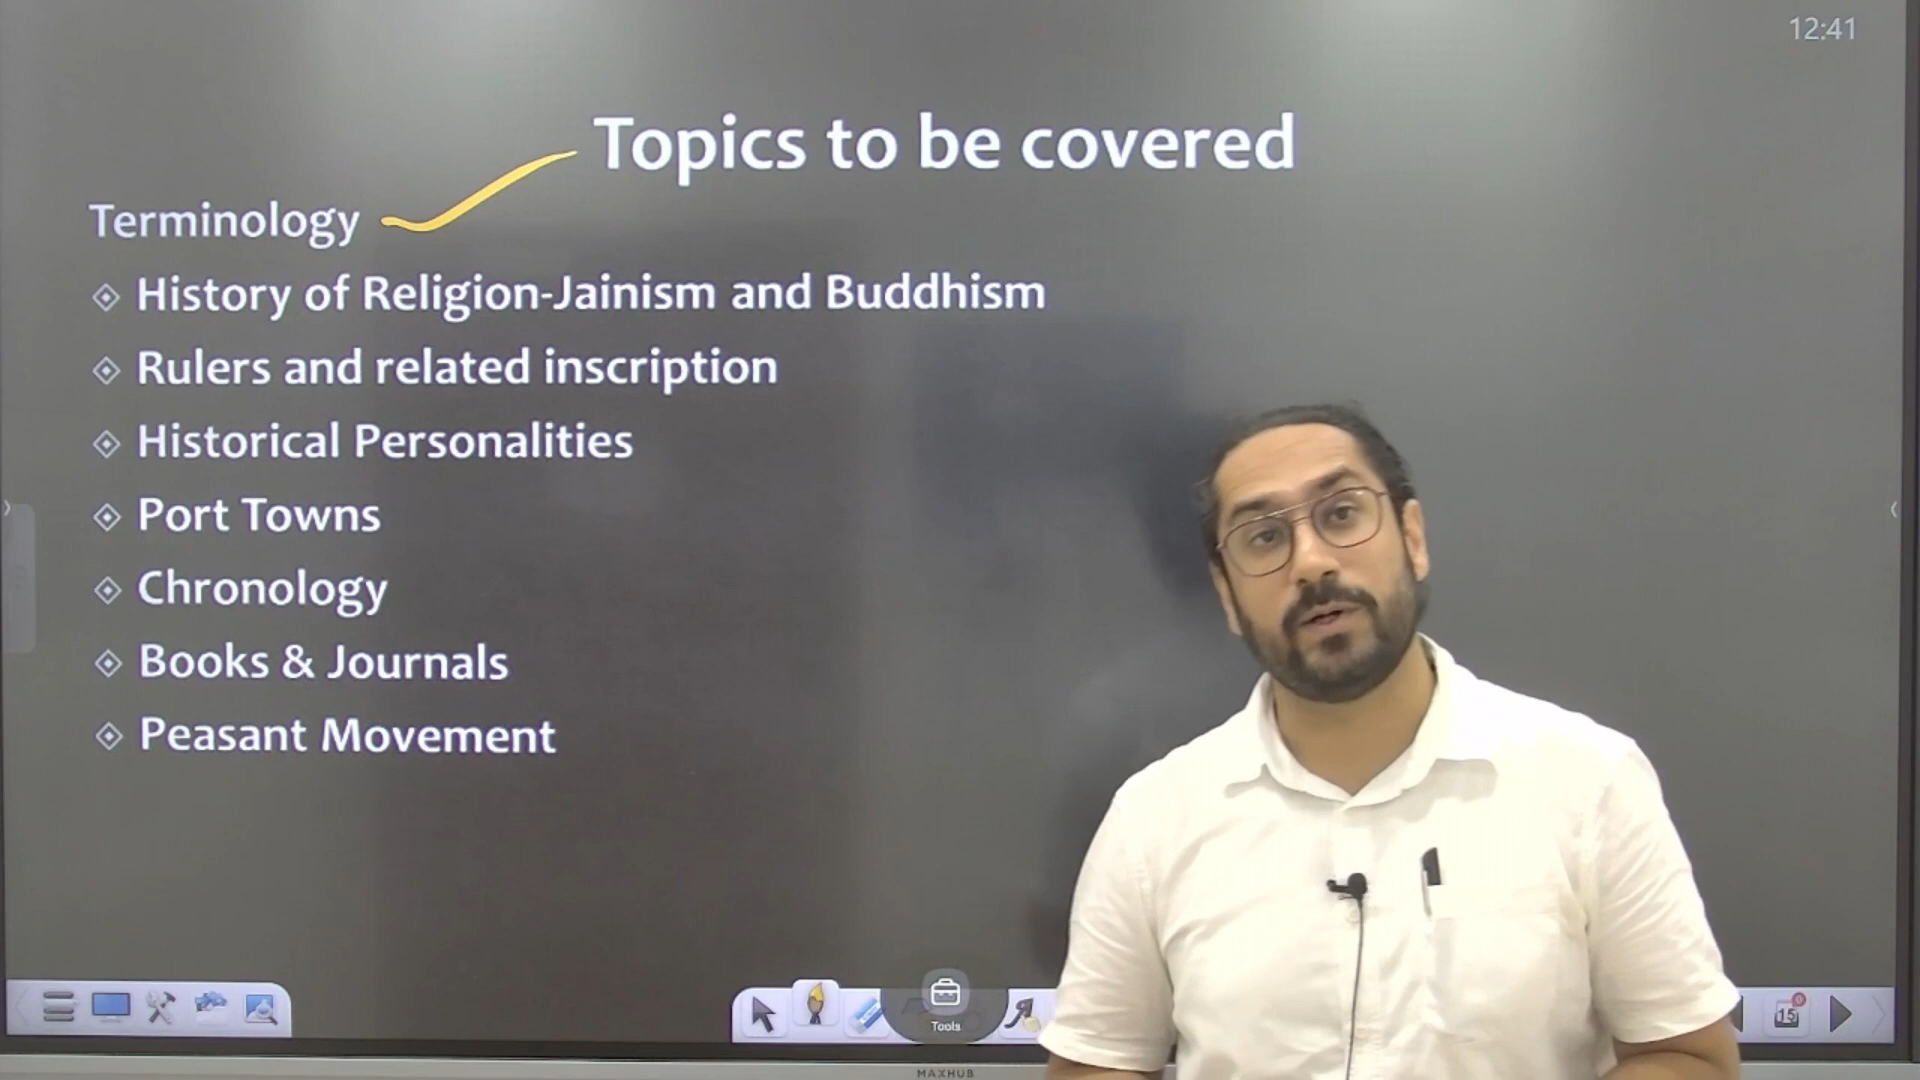 12:41
Topics to be covered
Terminology
History of Religion-Jainism and Buddhism
Rulers and related inscription
Historical Personalities
Port Towns
Chronology
Books & Journals
Peasant Movement
Tools
15
MAXHUB